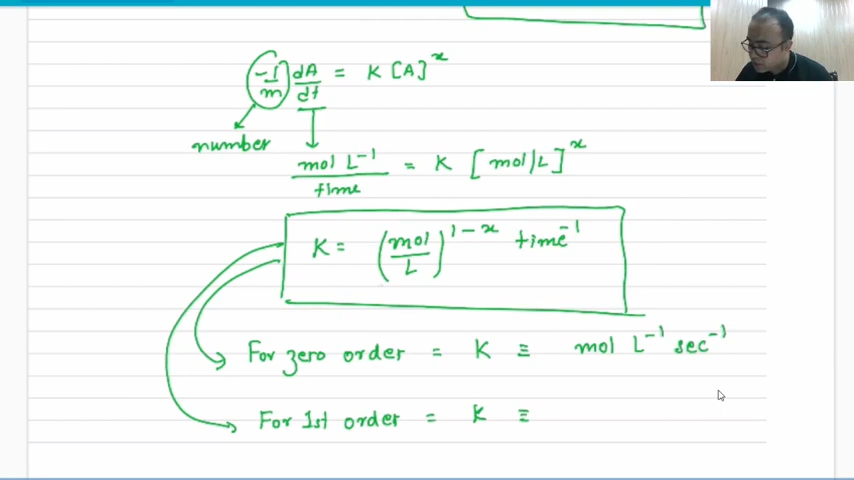 -1/m dA/dt = K [A]^x
number
mol L^-1 / time = K [mol/L]^x
K = (mol/L)^1-x time^-1
For zero order = K ≡ mol L^-1 sec^-1
For 1st order = K ≡